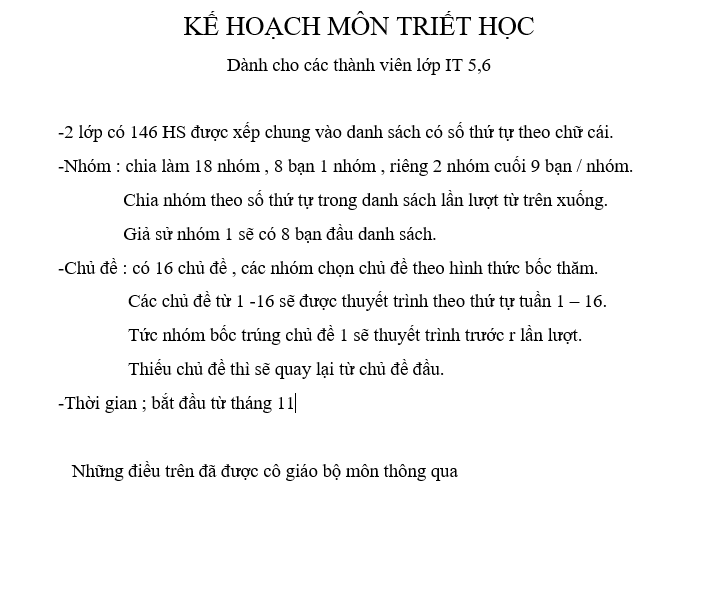 KẾ HOẠCH MÔN TRIẾT HỌC
Dành cho các thành viên lớp IT 5,6
-2 lớp có 146 HS được xếp chung vào danh sách có số thứ tự theo chữ cái.
-Nhóm : chia làm 18 nhóm , 8 bạn 1 nhóm , riêng 2 nhóm cuối 9 bạn / nhóm.
Chia nhóm theo số thứ tự trong danh sách lần lượt từ trên xuống.
Giả sử nhóm 1 sẽ có 8 bạn đầu danh sách.
-Chủ đề : có 16 chủ đề , các nhóm chọn chủ đề theo hình thức bốc thăm.
Các chủ đề từ 1 -16 sẽ được thuyết trình theo thứ tự tuần 1 – 16.
Tức nhóm bốc trúng chủ đề 1 sẽ thuyết trình trước r lần lượt.
Thiếu chủ đề thì sẽ quay lại từ chủ đề đầu.
-Thời gian ; bắt đầu từ tháng 11
Những điều trên đã được cô giáo bộ môn thông qua